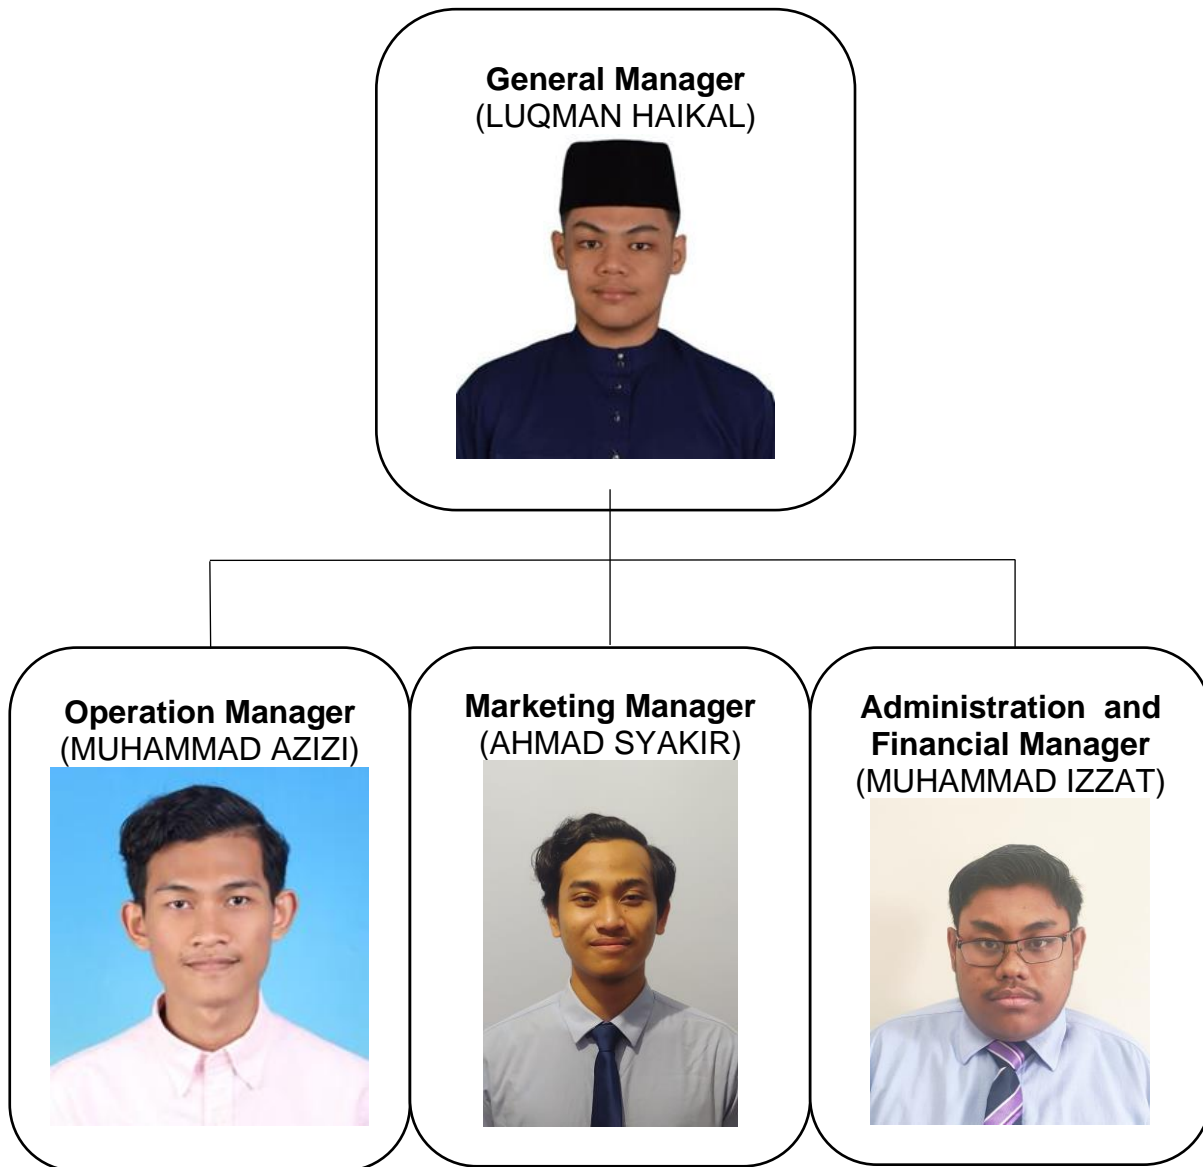 General Manager
(LUQMAN HAIKAL)
Operation Manager
(MUHAMMAD AZIZI)
Marketing Manager
(AHMAD SYAKIR)
Administration and
Financial Manager
(MUHAMMAD IZZAT)